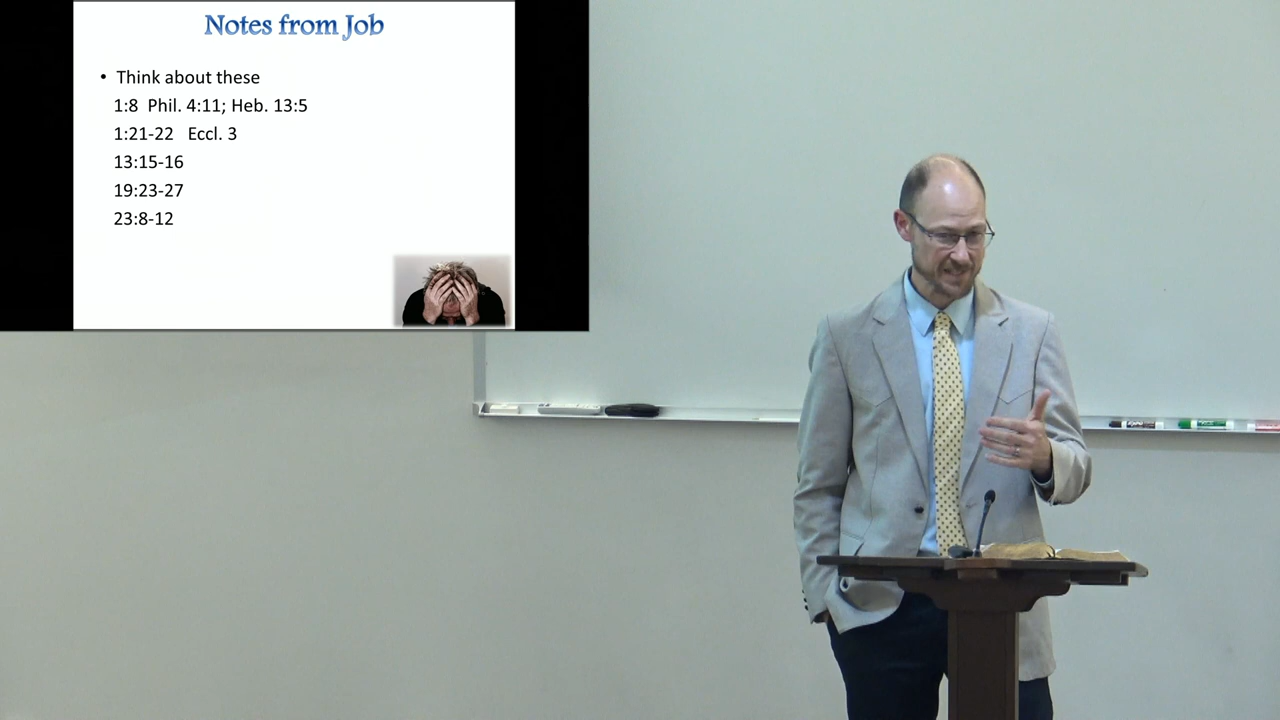 Notes from Job
• Think about these
1:8 Phil. 4:11; Heb. 13:5
1:21-22 Eccl. 3
13:15-16
19:23-27
23:8-12